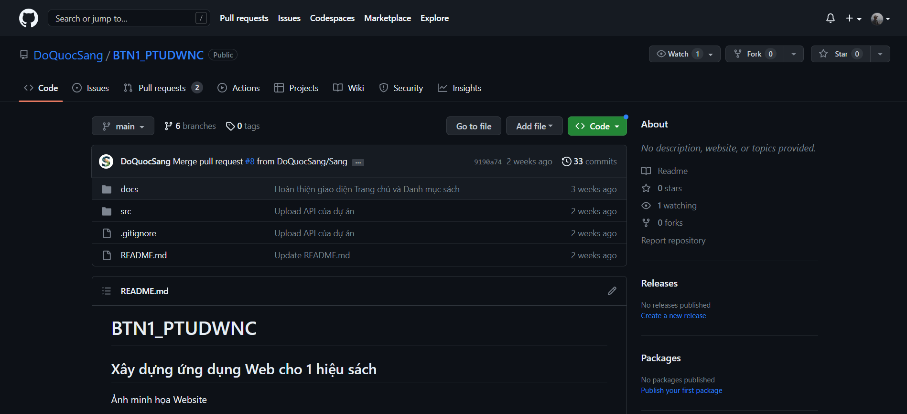 Search or jump to... / Pull requests Issues Codespaces Marketplace Explore
DoQuocSang / BTN1_PTUDWNC Public Watch 1 Fork 0 Star 0
Code Issues Pull requests 2 Actions Projects Wiki Security Insights
main 6 branches 0 tags Go to file Add file Code
DoQuocSang Merge pull request #8 from DoQuocSang/Sang ... 9190a74 2 weeks ago 33 commits
docs Hoàn thiện giao diện Trang chủ và Danh mục sách 3 weeks ago
src Upload API của dự án 2 weeks ago
.gitignore Upload API của dự án 2 weeks ago
README.md Update README.md 2 weeks ago
README.md
BTN1_PTUDWNC
Xây dựng ứng dụng Web cho 1 hiệu sách
Ảnh minh họa Website
About
No description, website, or topics provided.
Readme
0 stars
1 watching
0 forks
Report repository
Releases
No releases published
Create a new release
Packages
No packages published
Publish your first package